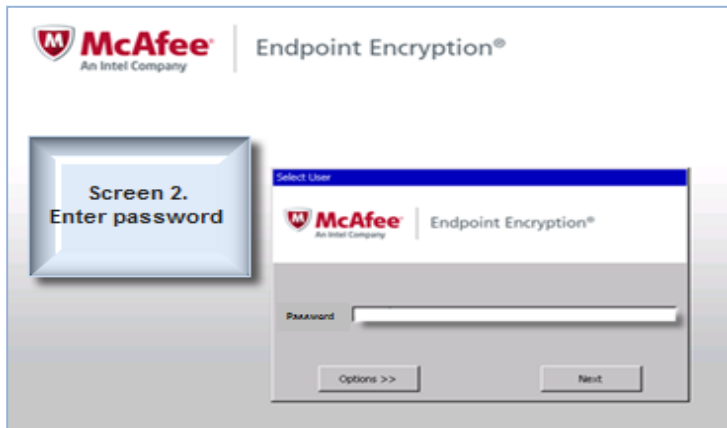 McAfee®
An Intel Company
Endpoint Encryption®
Screen 2.
Enter password
Select User
McAfee®
An Intel Company
Endpoint Encryption®
Password
Options >>
Next